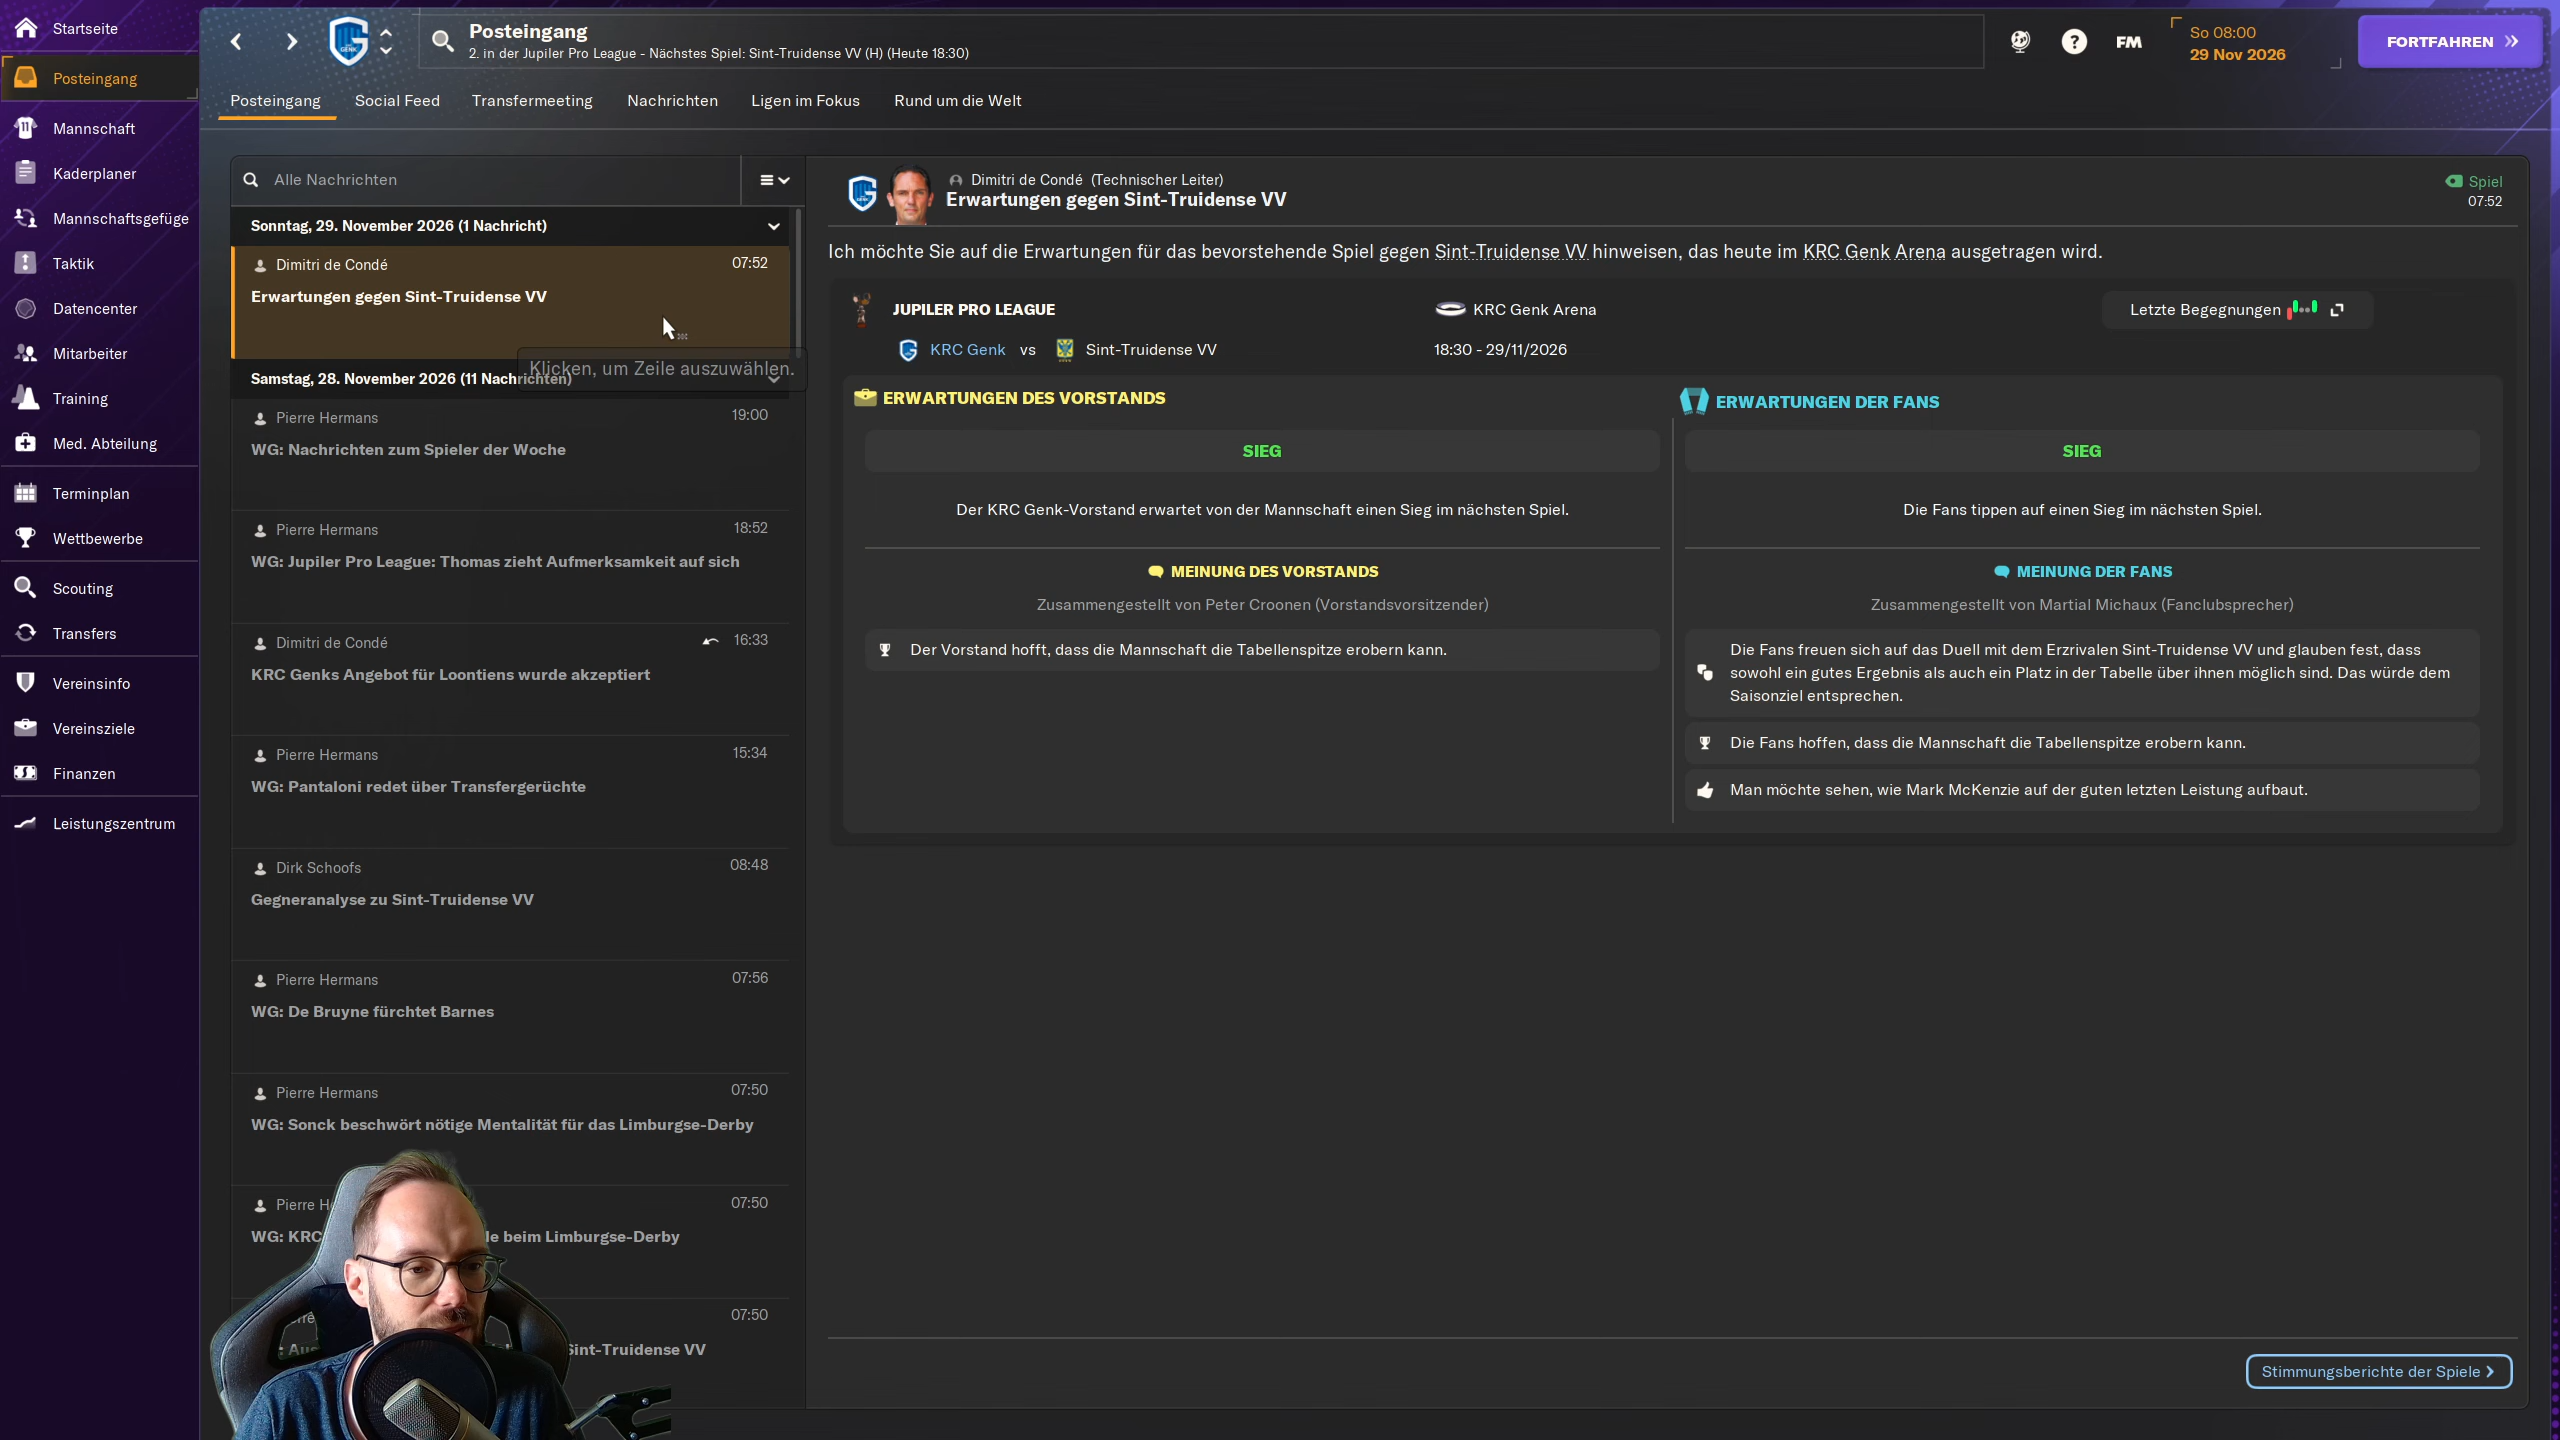 Startseite
Posteingang
Mannschaft
Kaderplaner
Mannschaftsgefüge
Taktik
Datencenter
Mitarbeiter
Training
Med. Abteilung
Terminplan
Wettbewerbe
Scouting
Transfers
Vereinsinfo
Vereinsziele
Finanzen
Leistungszentrum
Posteingang
2. in der Jupiler Pro League - Nächstes Spiel: Sint-Truidense VV (H) (Heute 18:30)
FM
So 08:00
29 Nov 2026
FORTFAHREN
Posteingang Social Feed Transfermeeting Nachrichten Ligen im Fokus Rund um die Welt
Alle Nachrichten
Sonntag, 29. November 2026 (1 Nachricht)
Dimitri de Condé 07:52
Erwartungen gegen Sint-Truidense VV
Klicken, um Zeile auszuwählen.
Samstag, 28. November 2026 (11 Nachrichten)
Pierre Hermans 19:00
WG: Nachrichten zum Spieler der Woche
Pierre Hermans 18:52
WG: Jupiler Pro League: Thomas zieht Aufmerksamkeit auf sich
Dimitri de Condé 16:33
KRC Genks Angebot für Loontiens wurde akzeptiert
Pierre Hermans 15:34
WG: Pantaloni redet über Transfergerüchte
Dirk Schoofs 08:48
Gegneranalyse zu Sint-Truidense VV
Pierre Hermans 07:56
WG: De Bruyne fürchtet Barnes
Pierre Hermans 07:50
WG: Sonck beschwört nötige Mentalität für das Limburgse-Derby
Pierre 07:50
WG: KRC beim Limburgse-Derby
07:50
Sint-Truidense VV
Dimitri de Condé (Technischer Leiter)
Erwartungen gegen Sint-Truidense VV
Spiel
07:52
Ich möchte Sie auf die Erwartungen für das bevorstehende Spiel gegen Sint-Truidense VV hinweisen, das heute im KRC Genk Arena ausgetragen wird.
JUPILER PRO LEAGUE
KRC Genk Arena
Letzte Begegnungen
KRC Genk vs Sint-Truidense VV
18:30 - 29/11/2026
ERWARTUNGEN DES VORSTANDS
SIEG
Der KRC Genk-Vorstand erwartet von der Mannschaft einen Sieg im nächsten Spiel.
MEINUNG DES VORSTANDS
Zusammengestellt von Peter Croonen (Vorstandsvorsitzender)
Der Vorstand hofft, dass die Mannschaft die Tabellenspitze erobern kann.
ERWARTUNGEN DER FANS
SIEG
Die Fans tippen auf einen Sieg im nächsten Spiel.
MEINUNG DER FANS
Zusammengestellt von Martial Michaux (Fanclubsprecher)
Die Fans freuen sich auf das Duell mit dem Erzrivalen Sint-Truidense VV und glauben fest, dass
sowohl ein gutes Ergebnis als auch ein Platz in der Tabelle über ihnen möglich sind. Das würde dem
Saisonziel entsprechen.
Die Fans hoffen, dass die Mannschaft die Tabellenspitze erobern kann.
Man möchte sehen, wie Mark McKenzie auf der guten letzten Leistung aufbaut.
Stimmungsberichte der Spiele